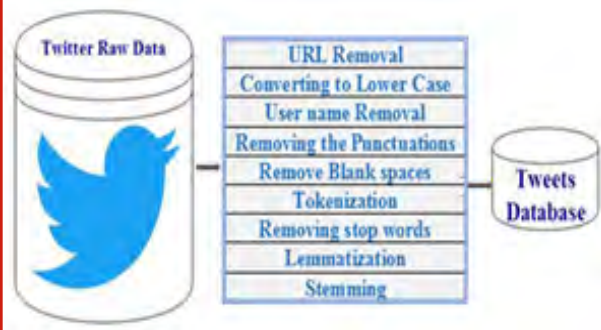 Twitter Raw Data
URL Removal
Converting to Lower Case
User name Removal
Removing the Punctuations
Remove Blank spaces
Tokenization
Removing stop words
Lemmatization
Stemming
Tweets
Database